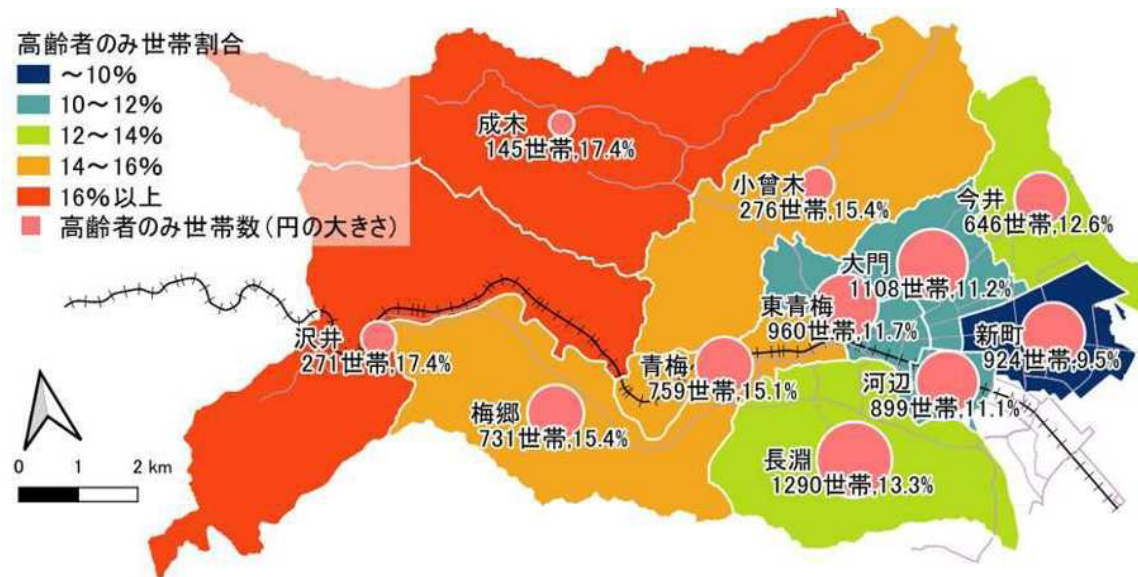 高齢者のみ世帯割合
～10%
10～12%
12～14%
14～16%
16%以上
高齢者のみ世帯数(円の大きさ)
成木
145世帯,17.4%
小曾木
276世帯,15.4%
今井
646世帯,12.6%
大門
1108世帯,11.2%
東青梅
960世帯,11.7%
新町
924世帯,9.5%
沢井
271世帯,17.4%
青梅
759世帯,15.1%
河辺
899世帯,11.1%
梅郷
731世帯,15.4%
長淵
1290世帯,13.3%
0 1 2 km